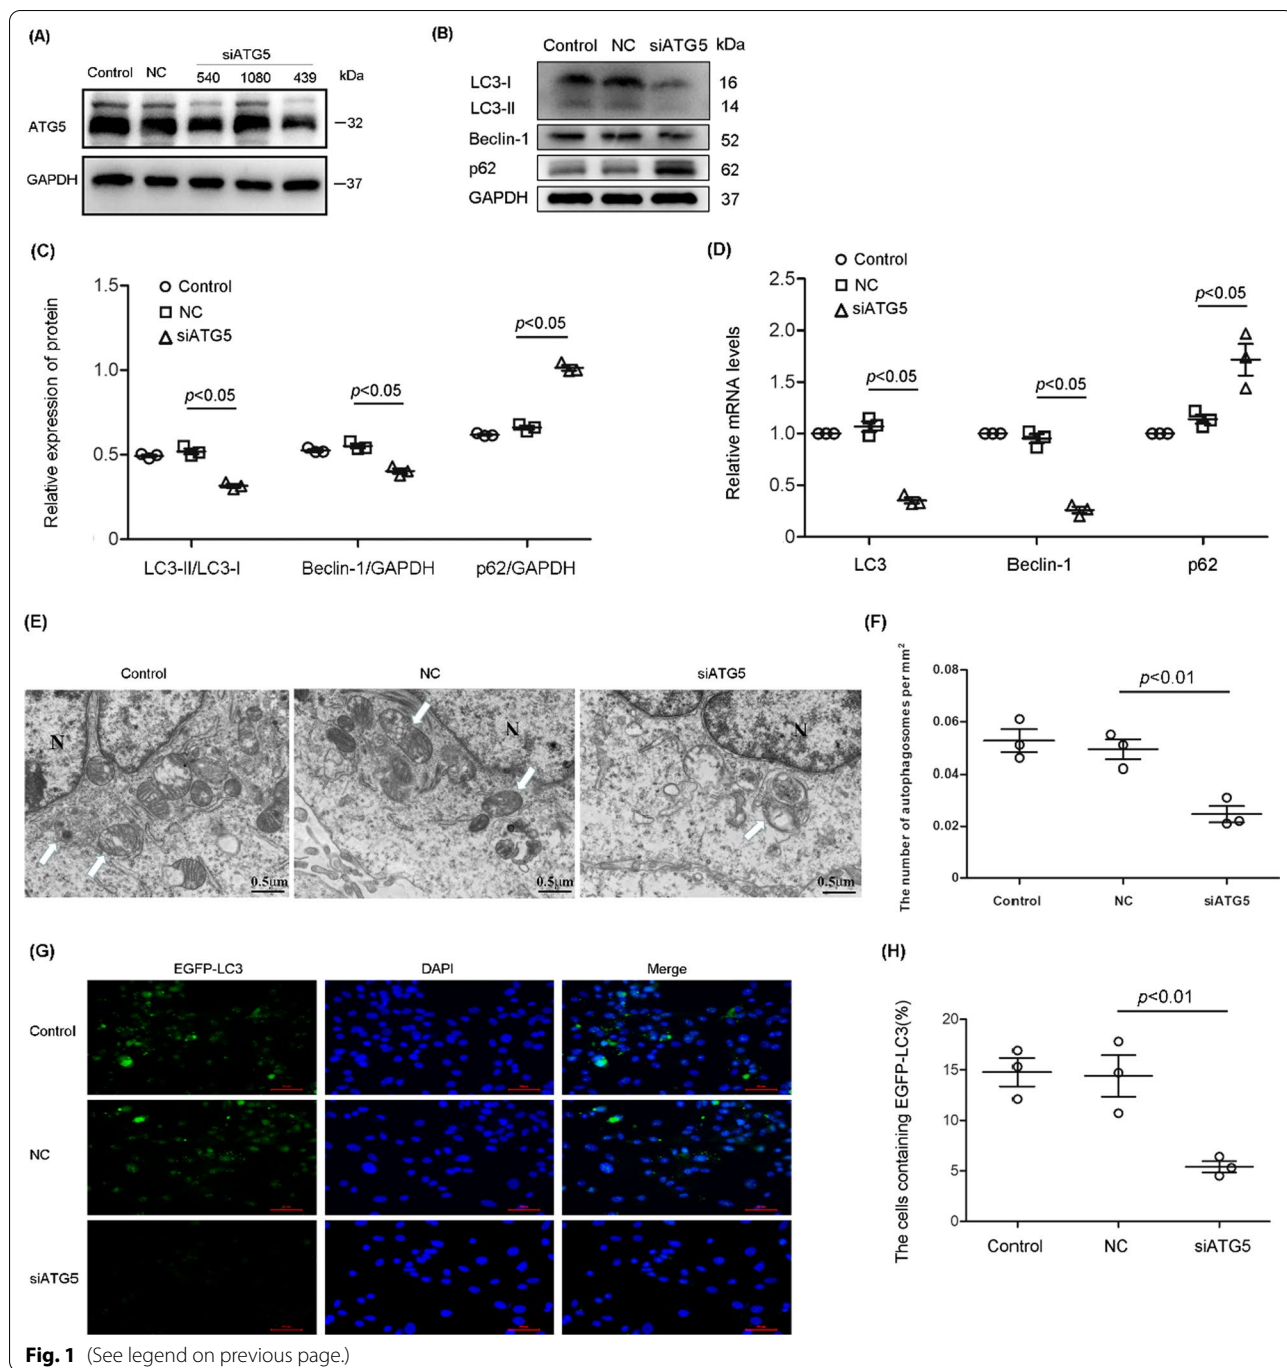 (A)
siATG5
Control NC 540 1080 439 kDa
ATG5 —32
GAPDH —37
(B)
Control NC siATG5 kDa
LC3-I 16
LC3-II 14
Beclin-1 52
p62 62
GAPDH 37
(C)
Relative expression of protein
1.5
1.0
0.5
0
Control
NC
siATG5
p<0.05
p<0.05
p<0.05
LC3-II/LC3-I Beclin-1/GAPDH p62/GAPDH
(D)
Relative mRNA levels
2.5
2.0
1.5
1.0
0.5
0
Control
NC
siATG5
p<0.05
p<0.05
p<0.05
LC3 Beclin-1 p62
(E)
Control NC siATG5
N N N
0.5μm 0.5μm 0.5μm
(F)
The number of autophagosomes per mm²
0.08
0.06
0.04
0.02
0
p<0.01
Control NC siATG5
(G)
EGFP-LC3 DAPI Merge
Control
NC
siATG5
(H)
The cells containing EGFP-LC3(%)
20
15
10
5
0
p<0.01
Control NC siATG5
Fig. 1 (See legend on previous page.)